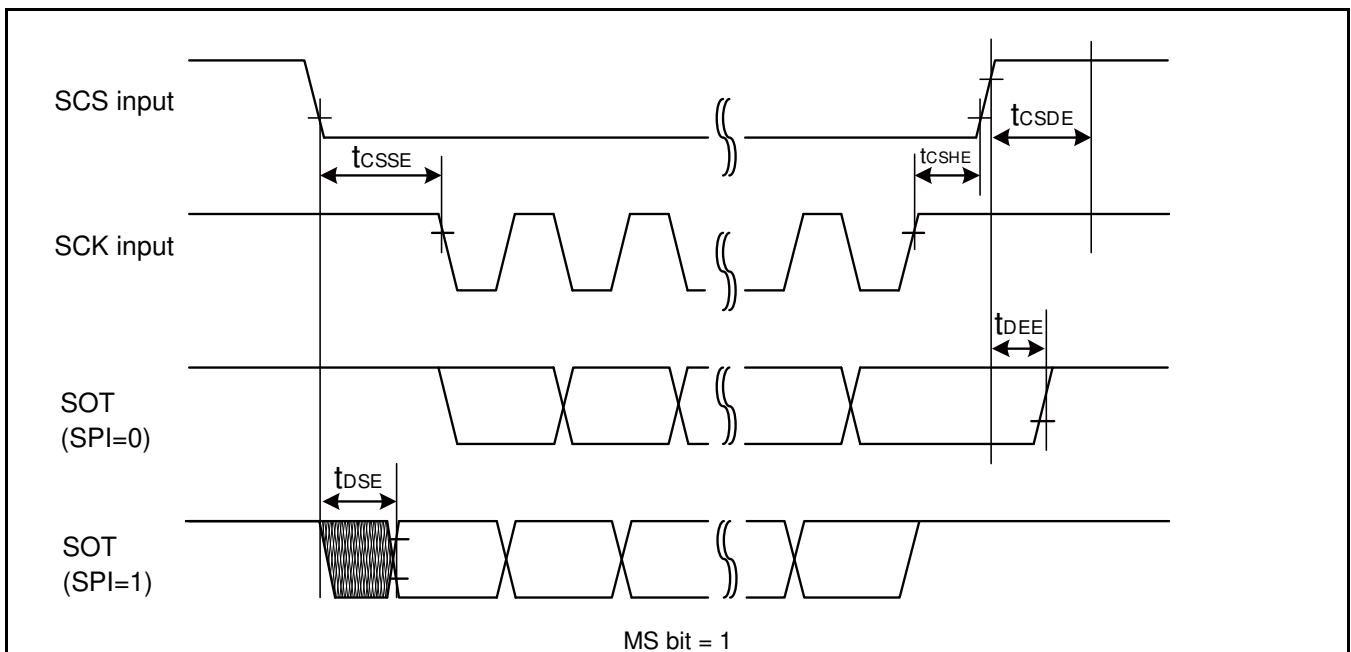 SCS input
tCSDE
tCSSE
tCSHE
SCK input
tDEE
SOT
(SPI=0)
tDSE
SOT
(SPI=1)
MS bit = 1